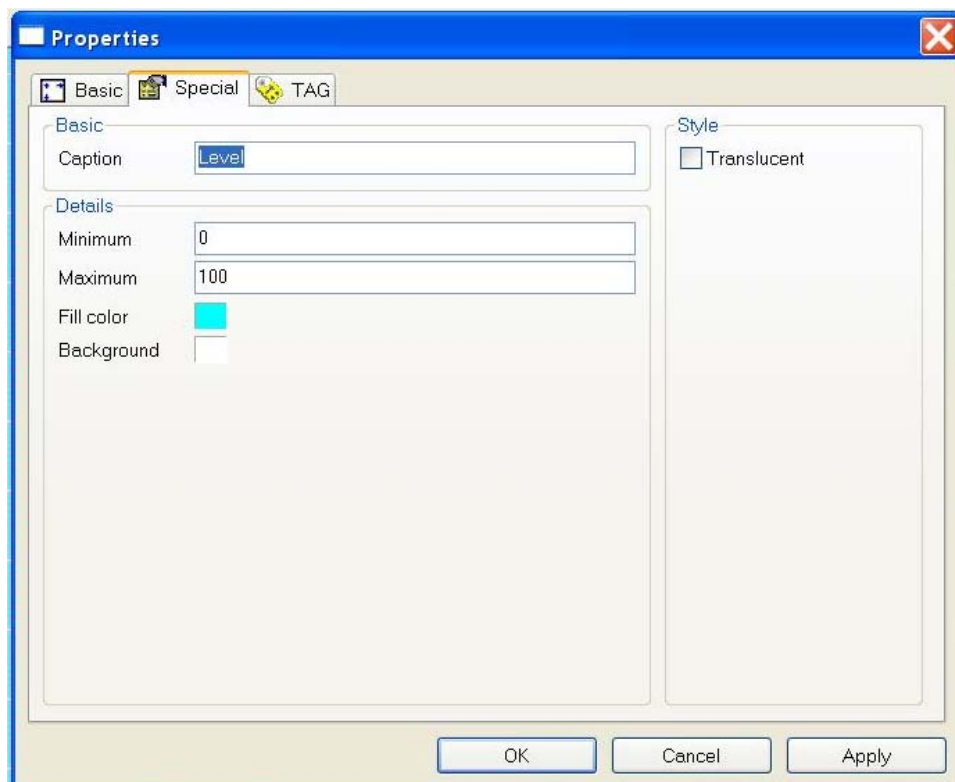 Properties
Basic Special TAG
Basic
Caption Level
Details
Minimum 0
Maximum 100
Fill color
Background
Style
Translucent
OK Cancel Apply